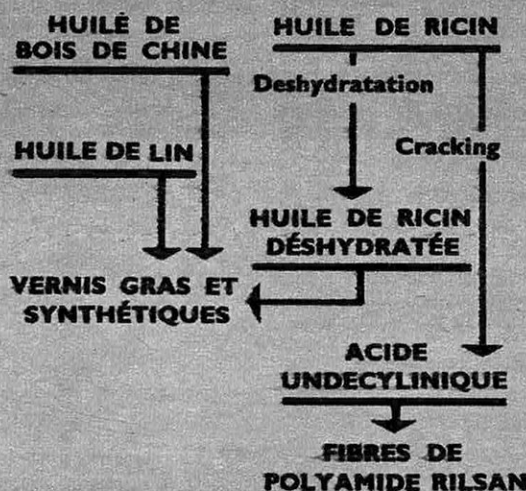 HUILE DE
BOIS DE CHINE
HUILE DE RICIN
Deshydratation
HUILE DE LIN
Cracking
HUILE DE RICIN
DÉSHYDRATÉE
VERNIS GRAS ET
SYNTHÉTIQUES
ACIDE
UNDECYLINIQUE
FIBRES DE
POLYAMIDE RILSAN